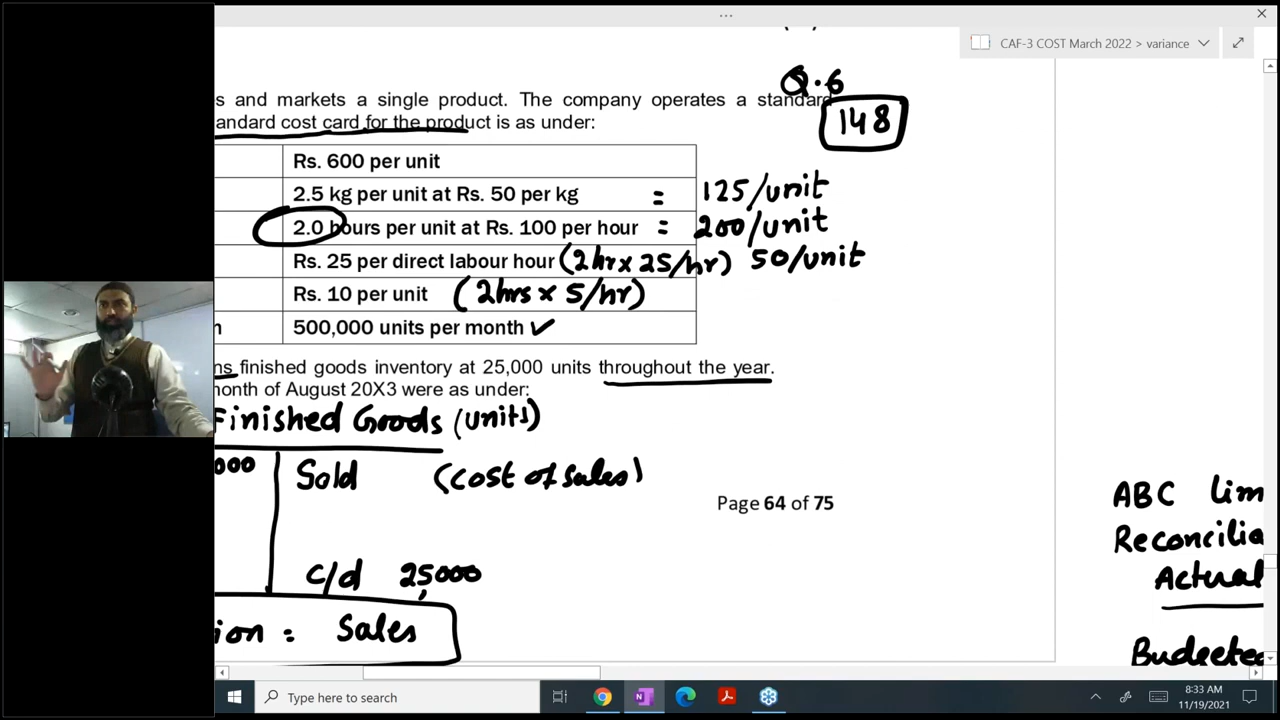 CAF-3 COST March 2022 > variance
Q.6
148
s and markets a single product. The company operates a standard
andard cost card for the product is as under:
Rs. 600 per unit
2.5 kg per unit at Rs. 50 per kg = 125/unit
2.0 hours per unit at Rs. 100 per hour = 200/unit
Rs. 25 per direct labour hour (2hr x 25/hr) 50/unit
Rs. 10 per unit (2hrs x 5/hr)
n 500,000 units per month ✓
ns finished goods inventory at 25,000 units throughout the year.
month of August 20X3 were as under:
Finished Goods (units)
000 Sold (cost of sales)
Page 64 of 75
c/d 25,000
ion = Sales
ABC lim
Reconcilia
Actual
Budgeted
Type here to search
8:33 AM
11/19/2021